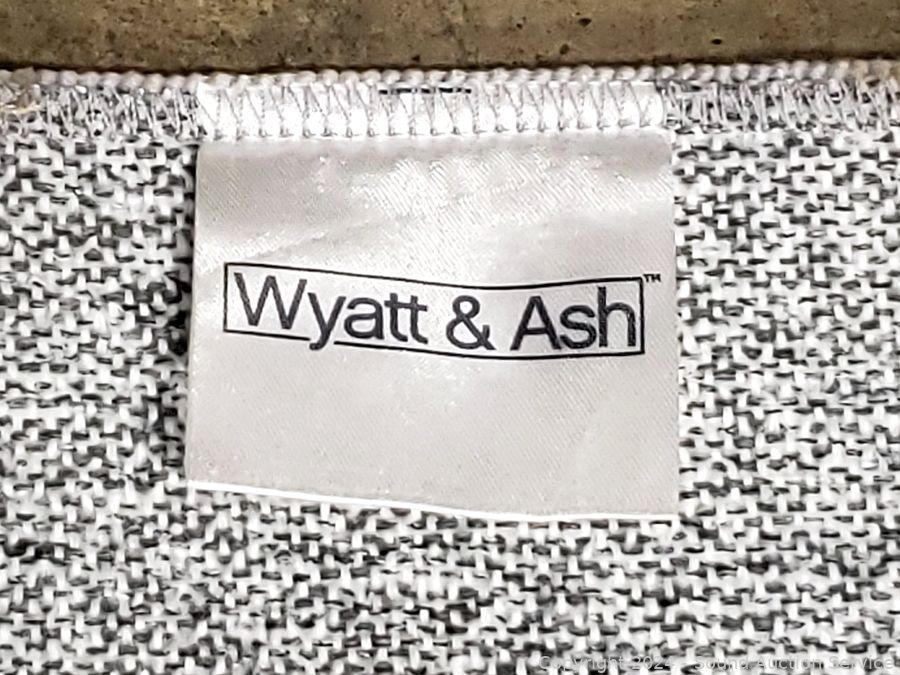 Wyatt & Ash™
Copyright 2024 - Sound Auction Service